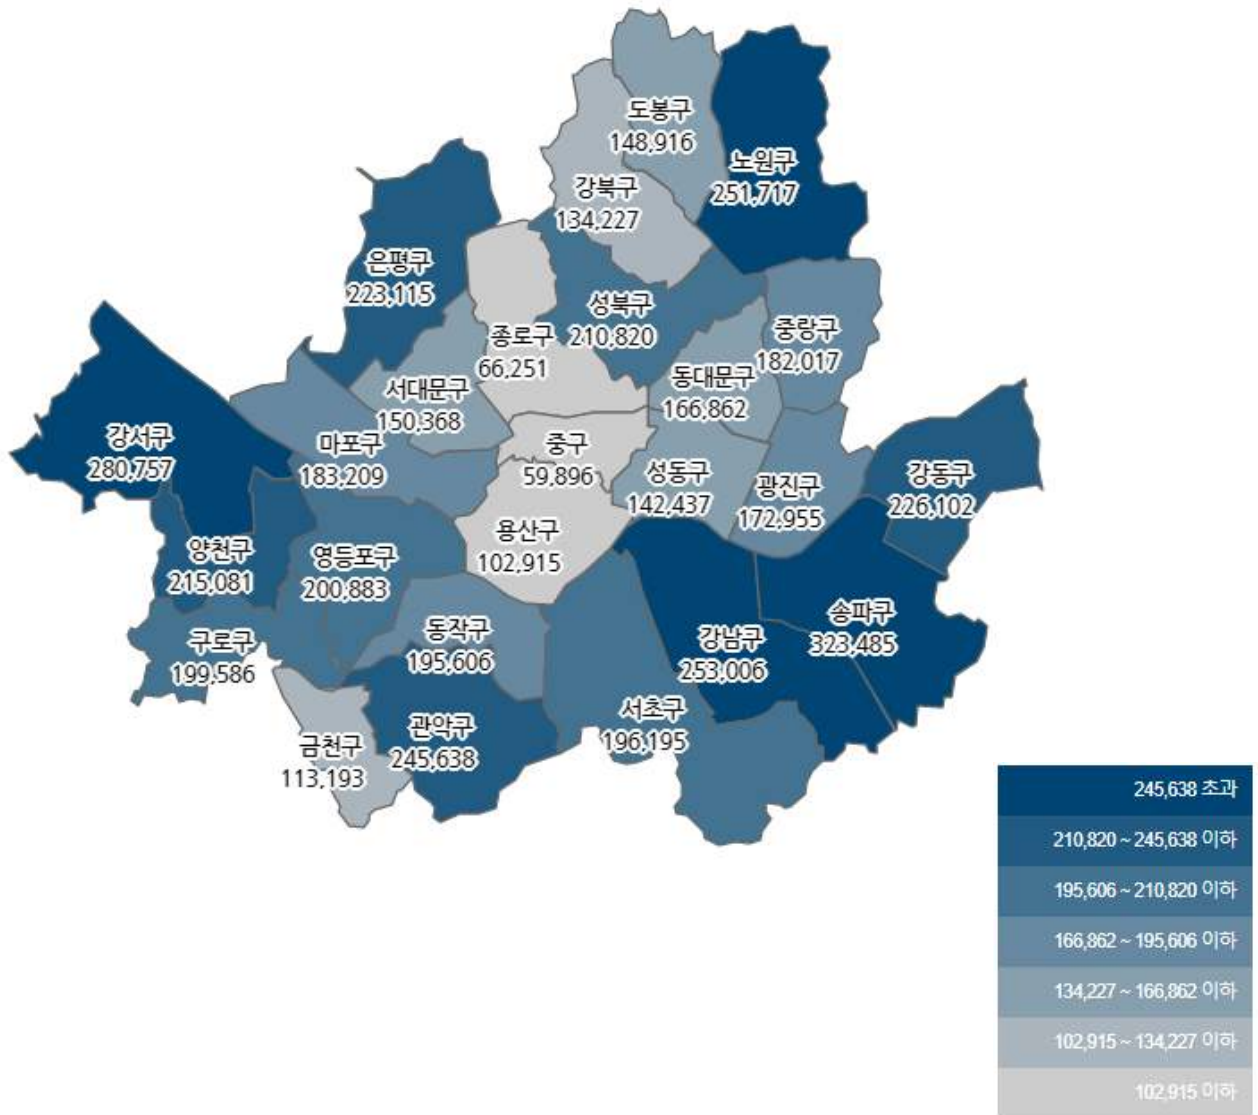 도봉구
148,916
노원구
251,717
강북구
134,227
은평구
223,115
성북구
210,820
종로구
66,251
중랑구
182,017
동대문구
166,862
서대문구
150,368
강서구
280,757
마포구
183,209
중구
59,896
성동구
142,437
광진구
172,955
강동구
226,102
용산구
102,915
양천구
215,081
영등포구
200,883
구로구
199,586
동작구
195,606
강남구
253,006
송파구
323,485
서초구
196,195
관악구
245,638
금천구
113,193
245,638 초과
210,820 ~ 245,638 이하
195,606 ~ 210,820 이하
166,862 ~ 195,606 이하
134,227 ~ 166,862 이하
102,915 ~ 134,227 이하
102,915 이하